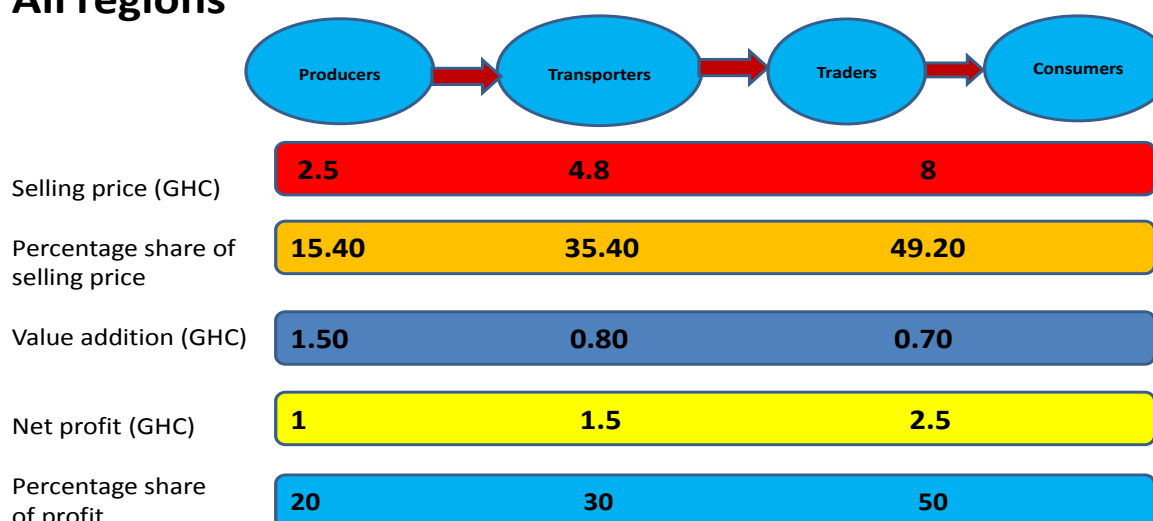 All regions
Producers Transporters Traders Consumers
Selling price (GHC) 2.5 4.8 8
Percentage share of
selling price 15.40 35.40 49.20
Value addition (GHC) 1.50 0.80 0.70
Net profit (GHC) 1 1.5 2.5
Percentage share
of profit 20 30 50